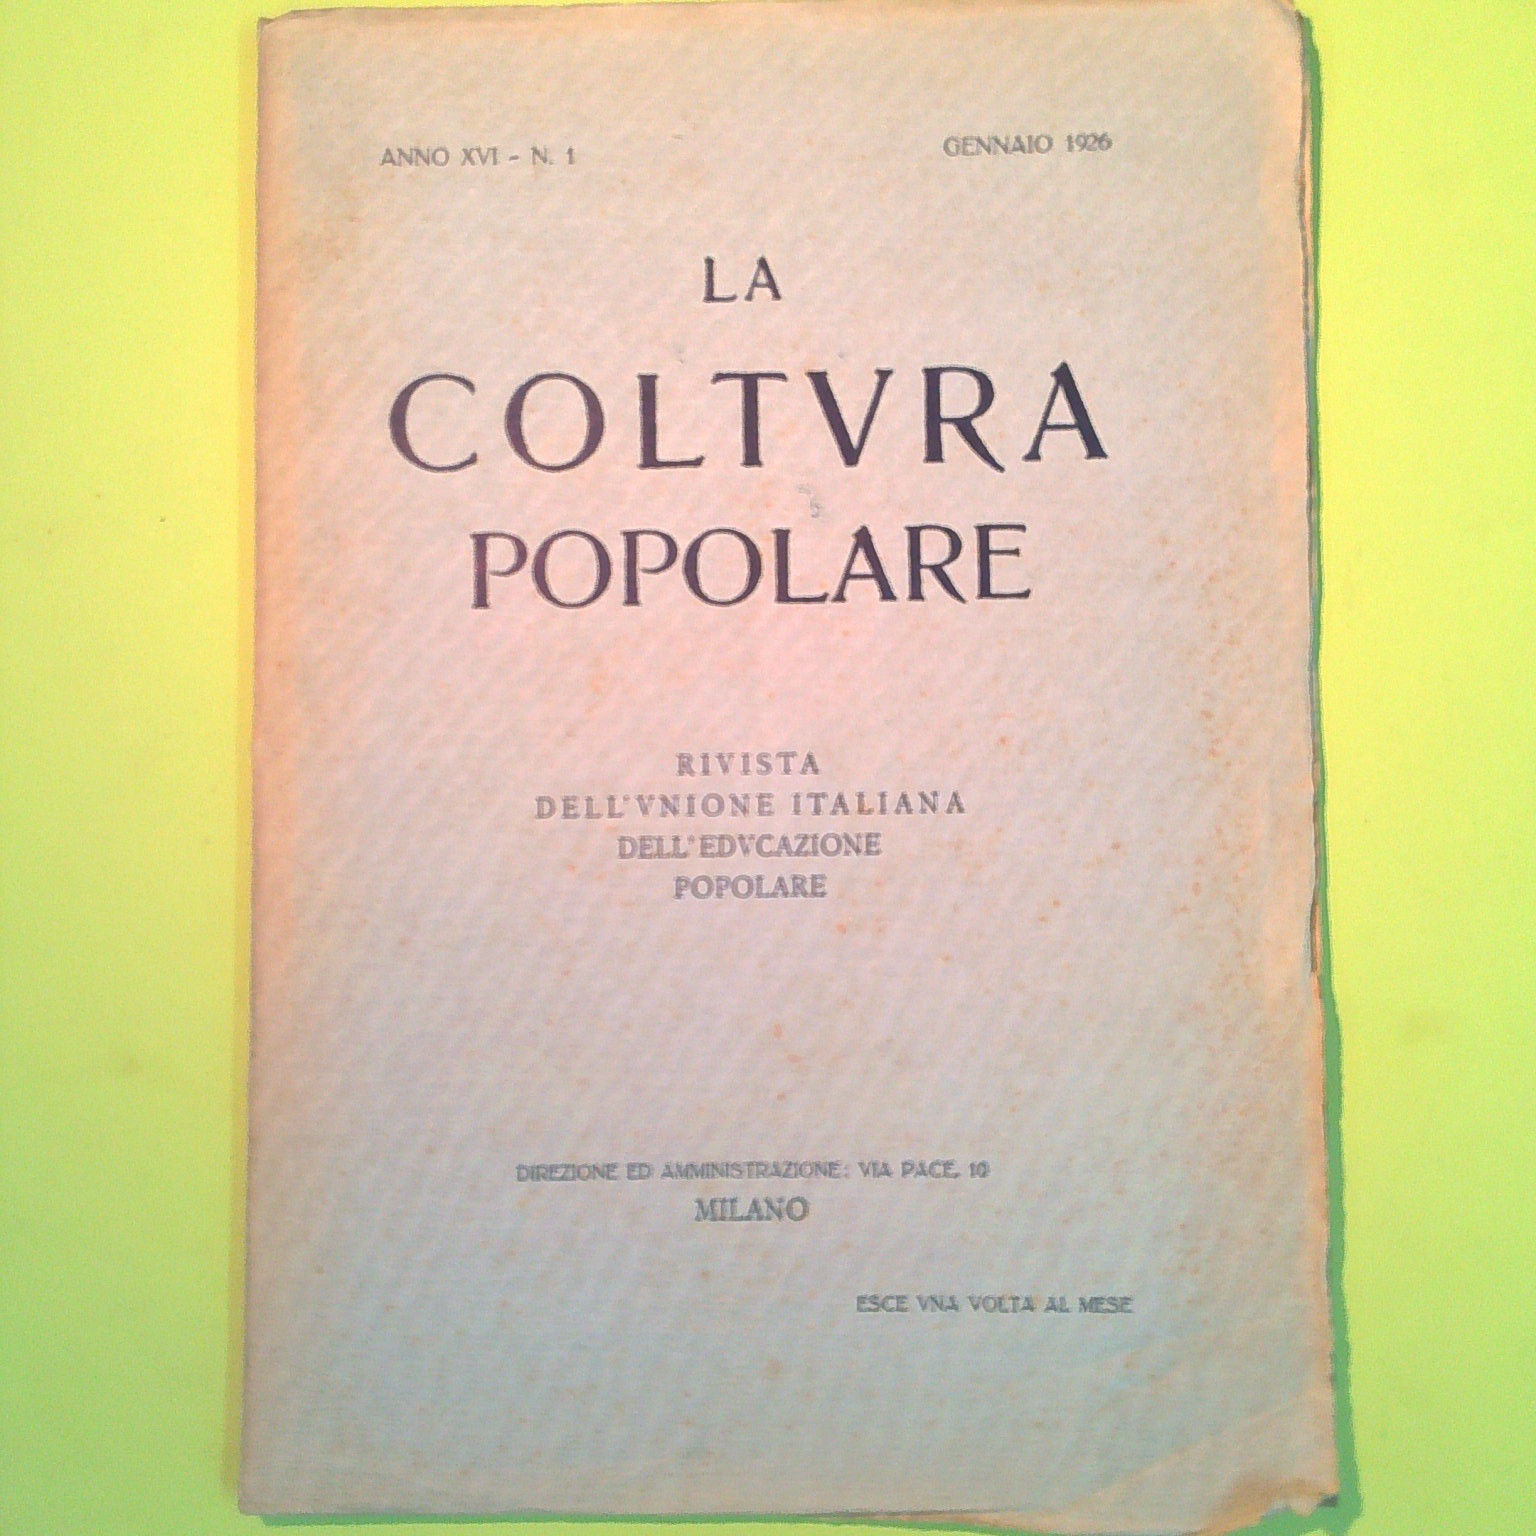 ANNO XVI - N. 1
GENNAIO 1926
LA
COLTVRA
POPOLARE
RIVISTA
DELL'VNIONE ITALIANA
DELL'EDVCAZIONE
POPOLARE
DIREZIONE ED AMMINISTRAZIONE: VIA PACE, 10
MILANO
ESCE VNA VOLTA AL MESE